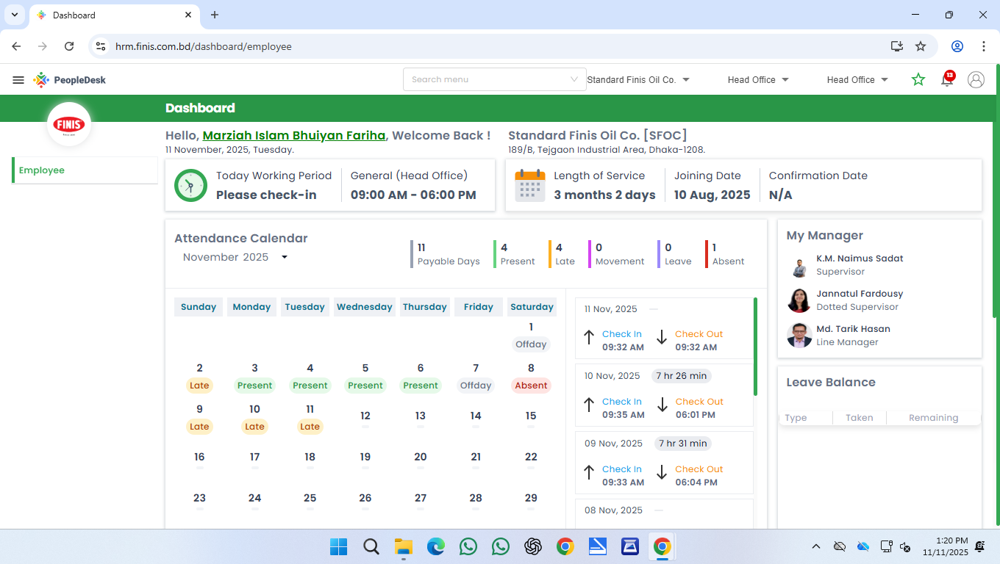 Dashboard
hrm.finis.com.bd/dashboard/employee
PeopleDesk
Search menu
Standard Finis Oil Co.
Head Office
Head Office
13
FINIS
Dashboard
Employee
Hello, Marziah Islam Bhuiyan Fariha, Welcome Back !
11 November, 2025, Tuesday.
Standard Finis Oil Co. [SFOC]
189/B, Tejgaon Industrial Area, Dhaka-1208.
Today Working Period
Please check-in
General (Head Office)
09:00 AM - 06:00 PM
Length of Service
3 months 2 days
Joining Date
10 Aug, 2025
Confirmation Date
N/A
Attendance Calendar
November 2025
11
Payable Days
4
Present
4
Late
0
Movement
0
Leave
1
Absent
Sunday Monday Tuesday Wednesday Thursday Friday Saturday
1
Offday
2 3 4 5 6 7 8
Late Present Present Present Present Offday Absent
9 10 11 12 13 14 15
Late Late Late
16 17 18 19 20 21 22
23 24 25 26 27 28 29
11 Nov, 2025
Check In Check Out
09:32 AM 09:32 AM
10 Nov, 2025 7 hr 26 min
Check In Check Out
09:35 AM 06:01 PM
09 Nov, 2025 7 hr 31 min
Check In Check Out
09:33 AM 06:04 PM
08 Nov, 2025
My Manager
K.M. Naimus Sadat
Supervisor
Jannatul Fardousy
Dotted Supervisor
Md. Tarik Hasan
Line Manager
Leave Balance
Type Taken Remaining
1:20 PM
11/11/2025